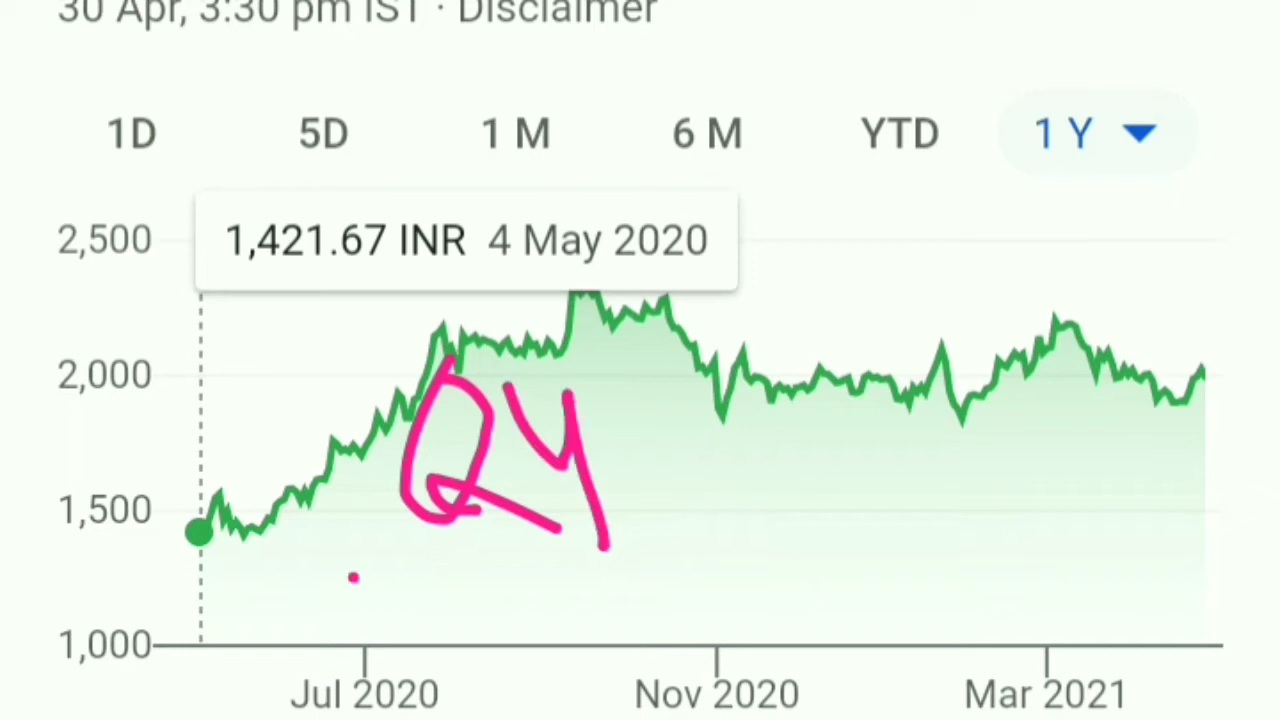 30 Apr, 3:30 pm IST · Disclaimer
1D 5D 1 M 6 M YTD 1 Y
1,421.67 INR 4 May 2020
2,500
2,000
Q4
1,500
1,000
Jul 2020 Nov 2020 Mar 2021